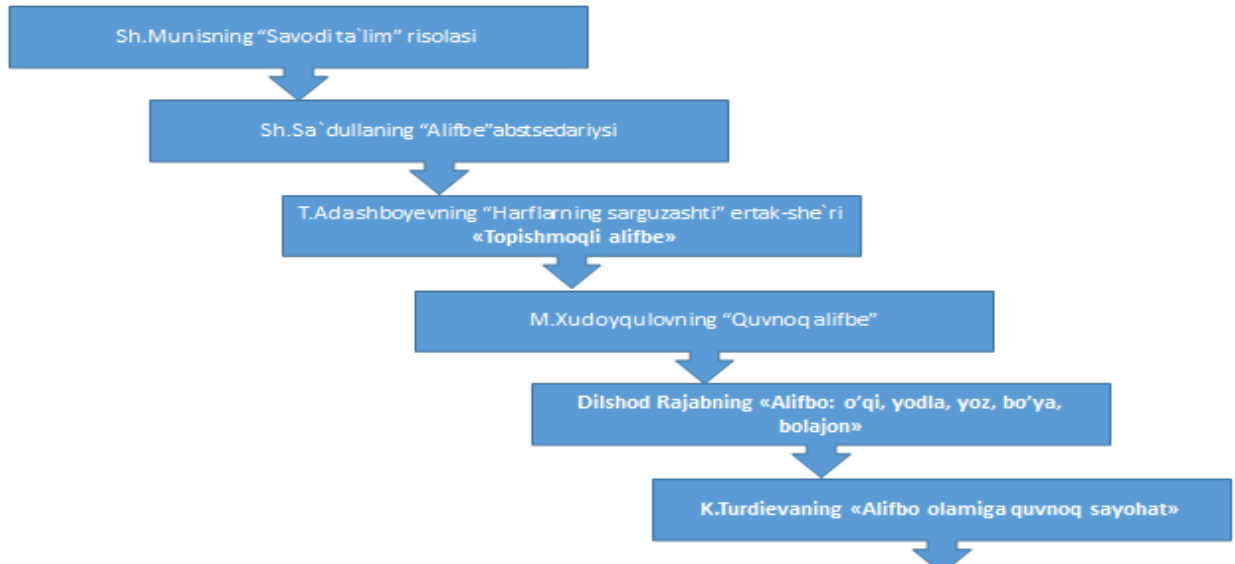 Sh.Munisning “Savodi ta`lim” risolasi
Sh.Sa`dullaning “Alifbe”abstsedariysi
T.Adashboyevning “Harflarning sarguzashti” ertak-she`ri
«Topishmoqli alifbe»
M.Xudoyqulovning “Quvnoq alifbe”
Dilshod Rajabning «Alifbo: o’qi, yodla, yoz, bo’ya,
bolajon»
K.Turdievaning «Alifbo olamiga quvnoq sayohat»